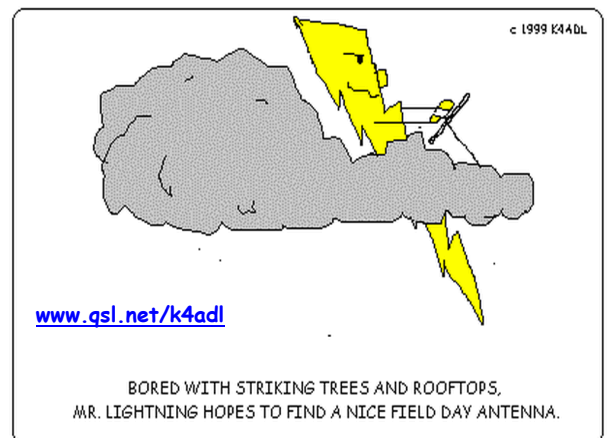 c 1999 K4ADL
www.qsl.net/k4adl
BORED WITH STRIKING TREES AND ROOFTOPS,
MR. LIGHTNING HOPES TO FIND A NICE FIELD DAY ANTENNA.